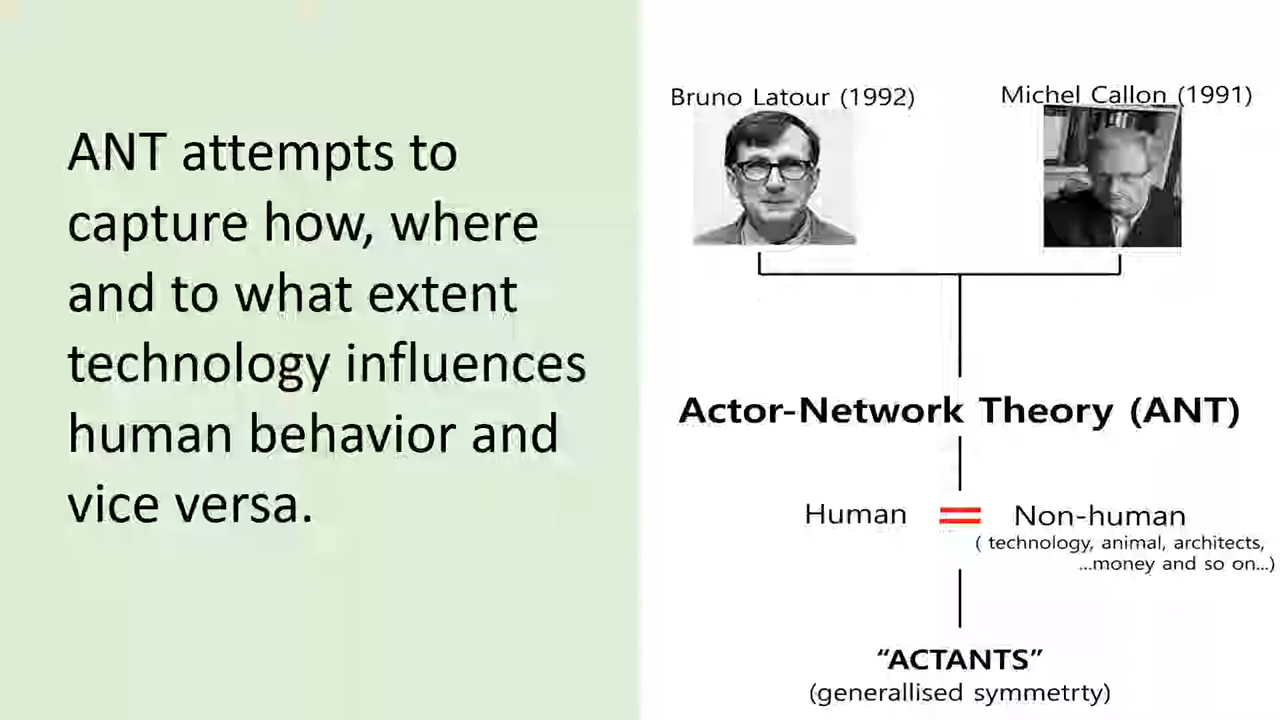 ANT attempts to
capture how, where
and to what extent
technology influences
human behavior and
vice versa.
Bruno Latour (1992)
Michel Callon (1991)
Actor-Network Theory (ANT)
Human = Non-human
( technology, animal, architects,
...money and so on...)
“ACTANTS”
(generallised symmetrty)